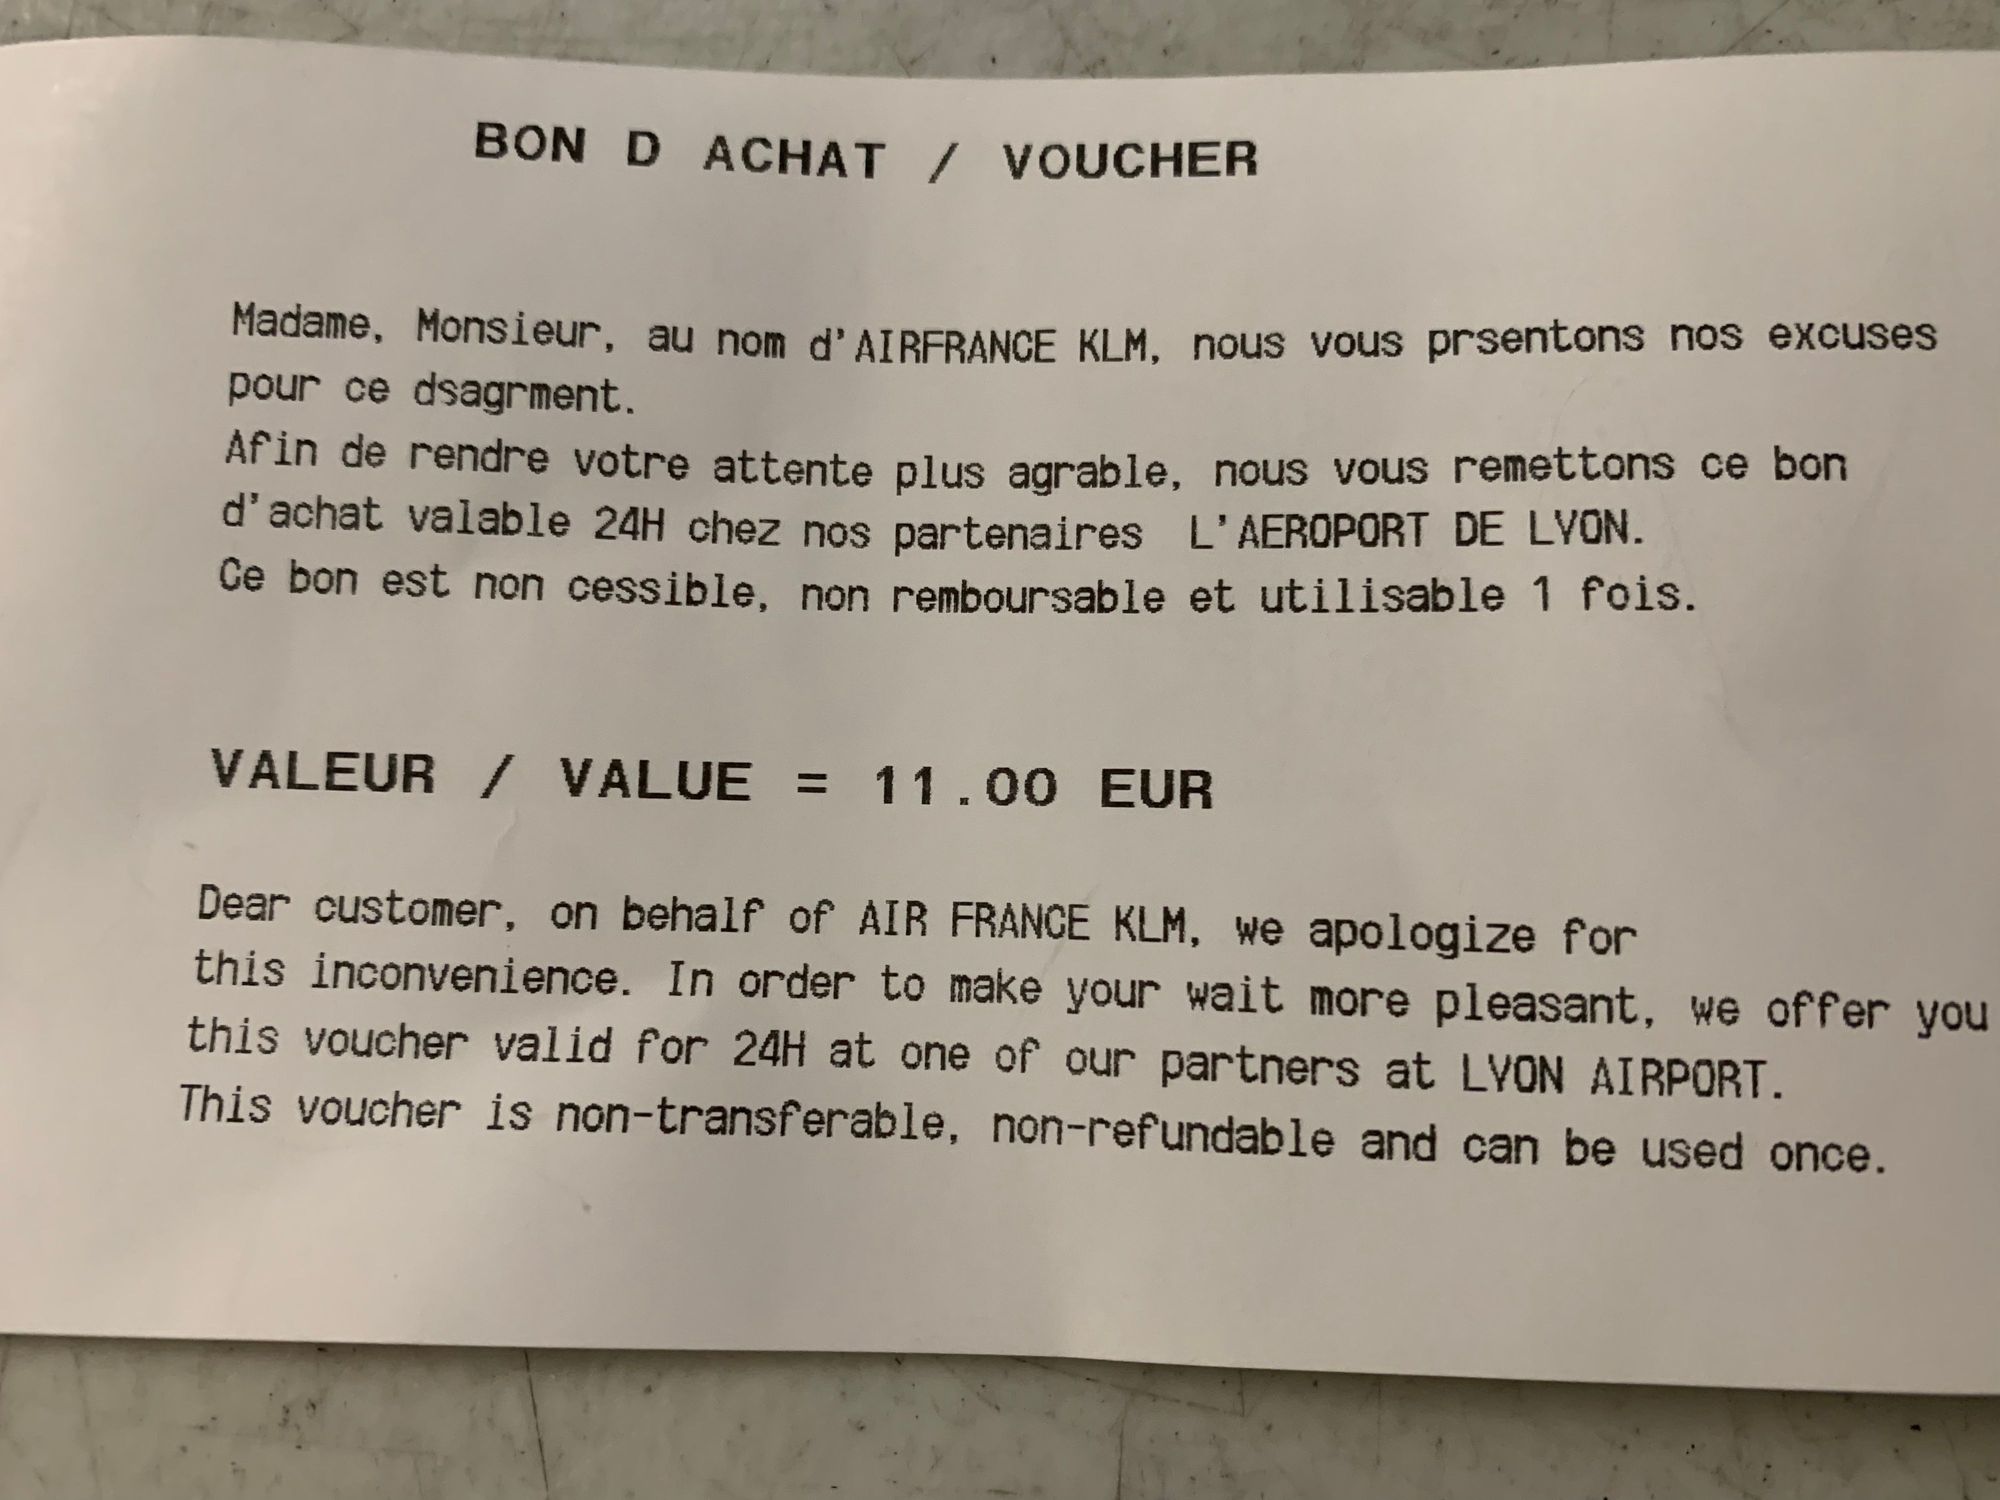 BON D ACHAT / VOUCHER
Madame, Monsieur, au nom d'AIRFRANCE KLM, nous vous prsentons nos excuses
pour ce dsagrment.
Afin de rendre votre attente plus agrable, nous vous remettons ce bon
d'achat valable 24H chez nos partenaires L'AEROPORT DE LYON.
Ce bon est non cessible, non remboursable et utilisable 1 fois.
VALEUR / VALUE = 11.00 EUR
Dear customer, on behalf of AIR FRANCE KLM, we apologize for
this inconvenience. In order to make your wait more pleasant, we offer you
this voucher valid for 24H at one of our partners at LYON AIRPORT.
This voucher is non-transferable, non-refundable and can be used once.